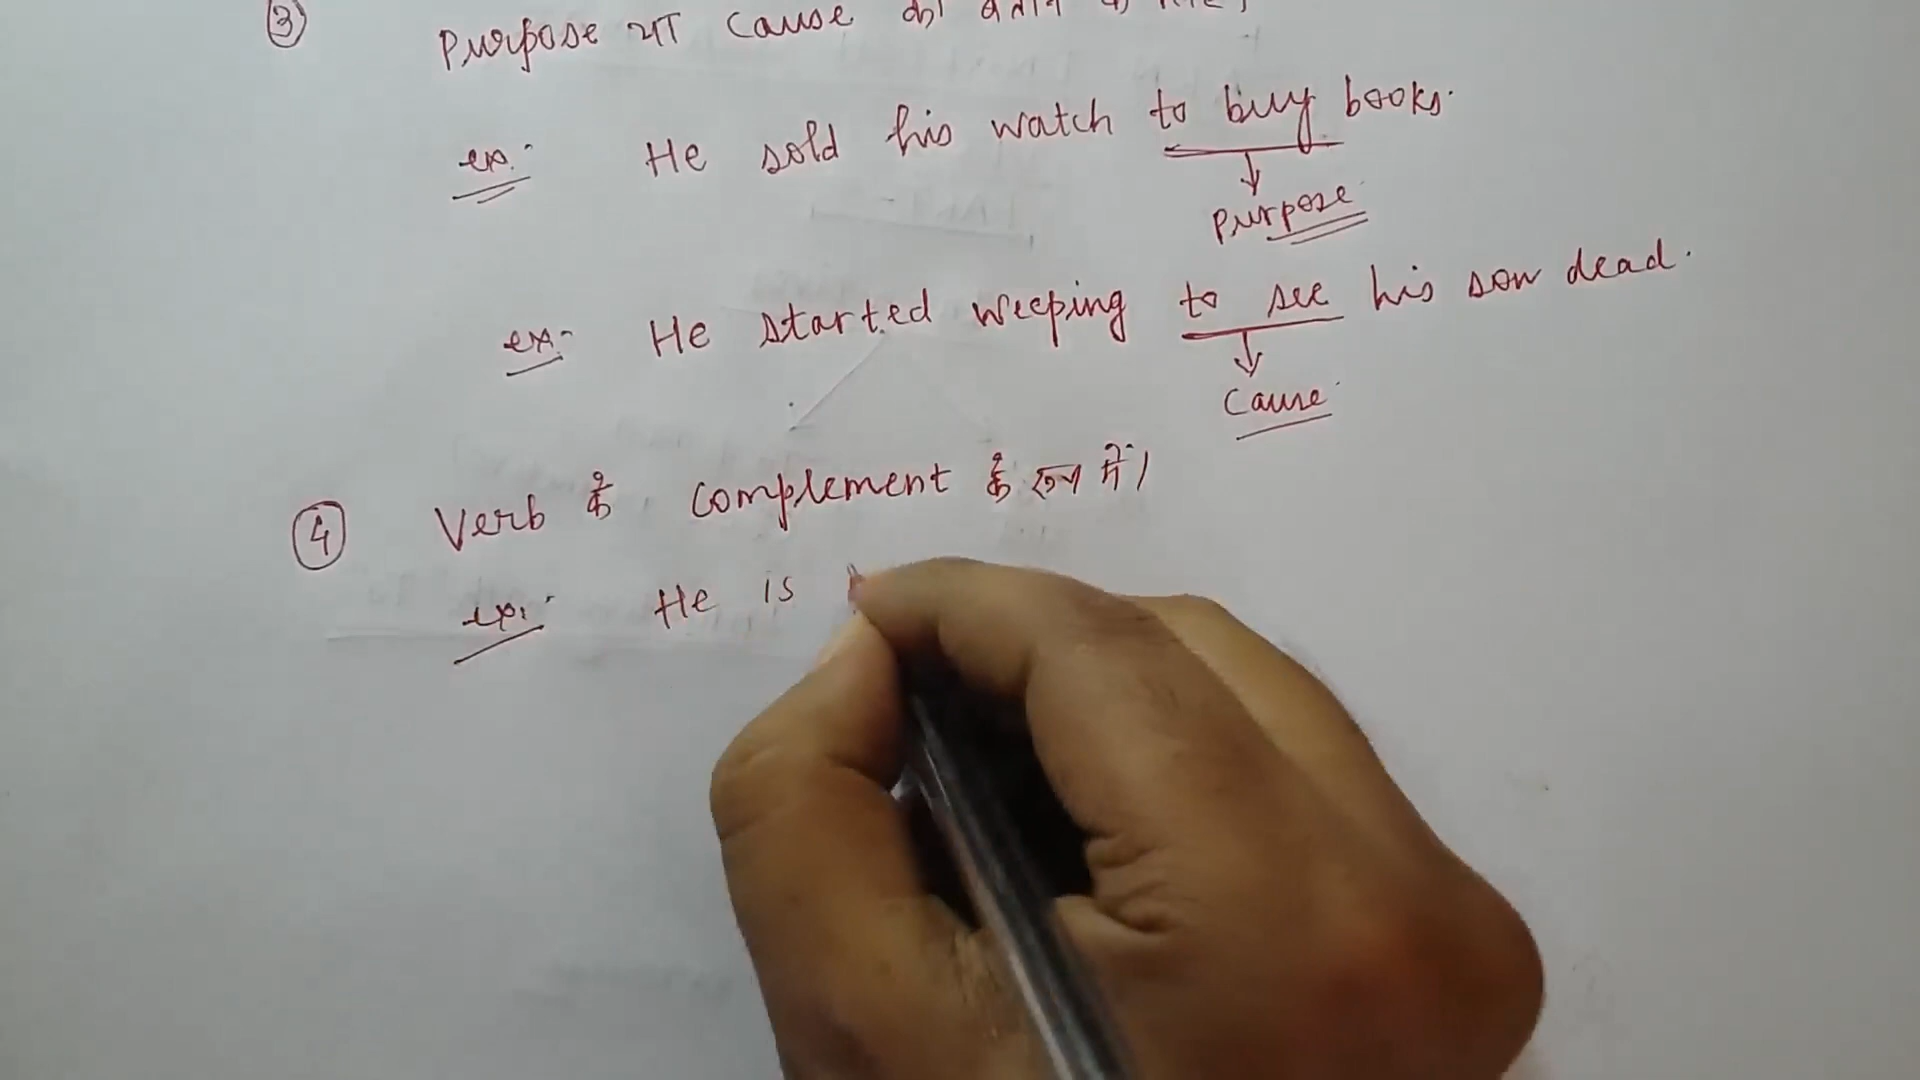 ③ Purpose या Cause को
ex:- He sold his watch to buy books.
Purpose
ex:- He started weeping to see his son dead.
Cause
④ Verb के complement के रूप में।
ex:- He is